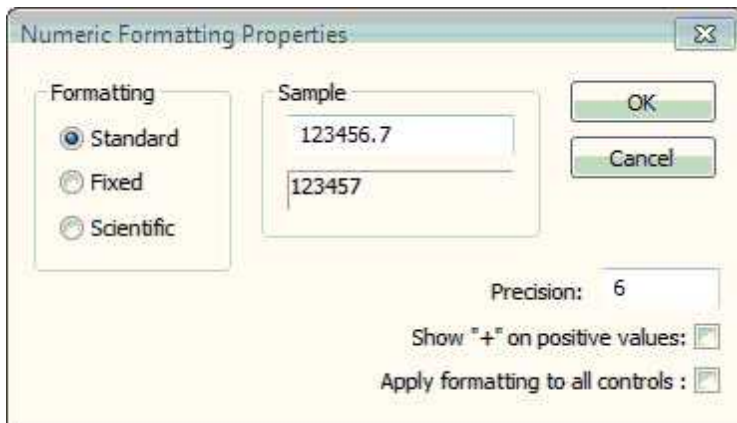 Numeric Formatting Properties
Formatting
Standard
Fixed
Scientific
Sample
123456.7
123457
OK
Cancel
Precision: 6
Show "+" on positive values:
Apply formatting to all controls :